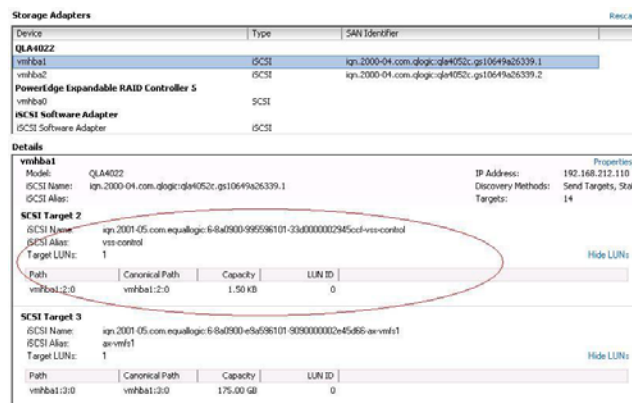 Storage Adapters Resca
Device Type SAN Identifier
QLA4022
vmhba1 iSCSI iqn.2000-04.com.qlogic:qla4052c.gs10649a26339.1
vmhba2 iSCSI iqn.2000-04.com.qlogic:qla4052c.gs10649a26339.2
PowerEdge Expandable RAID Controller 5
vmhba0 SCSI
iSCSI Software Adapter
iSCSI Software Adapter iSCSI
Details
vmhba1 Properties
Model: QLA4022 IP Address: 192.168.212.110
iSCSI Name: iqn.2000-04.com.qlogic:qla4052c.gs10649a26339.1 Discovery Methods: Send Targets, Sta
iSCSI Alias: Targets: 14
SCSI Target 2
iSCSI Name: iqn.2001-05.com.equallogic:6-8a0900-995596101-33d0000002945ccf-vss-control
iSCSI Alias: vss-control
Target LUNs: 1 Hide LUNs
Path Canonical Path Capacity LUN ID
vmhba1:2:0 vmhba1:2:0 1.50 KB 0
SCSI Target 3
iSCSI Name: iqn.2001-05.com.equallogic:6-8a0900-e9a596101-9090000002e45d66-ax-vmfs1
iSCSI Alias: ax-vmfs1
Target LUNs: 1 Hide LUNs
Path Canonical Path Capacity LUN ID
vmhba1:3:0 vmhba1:3:0 175.00 GB 0